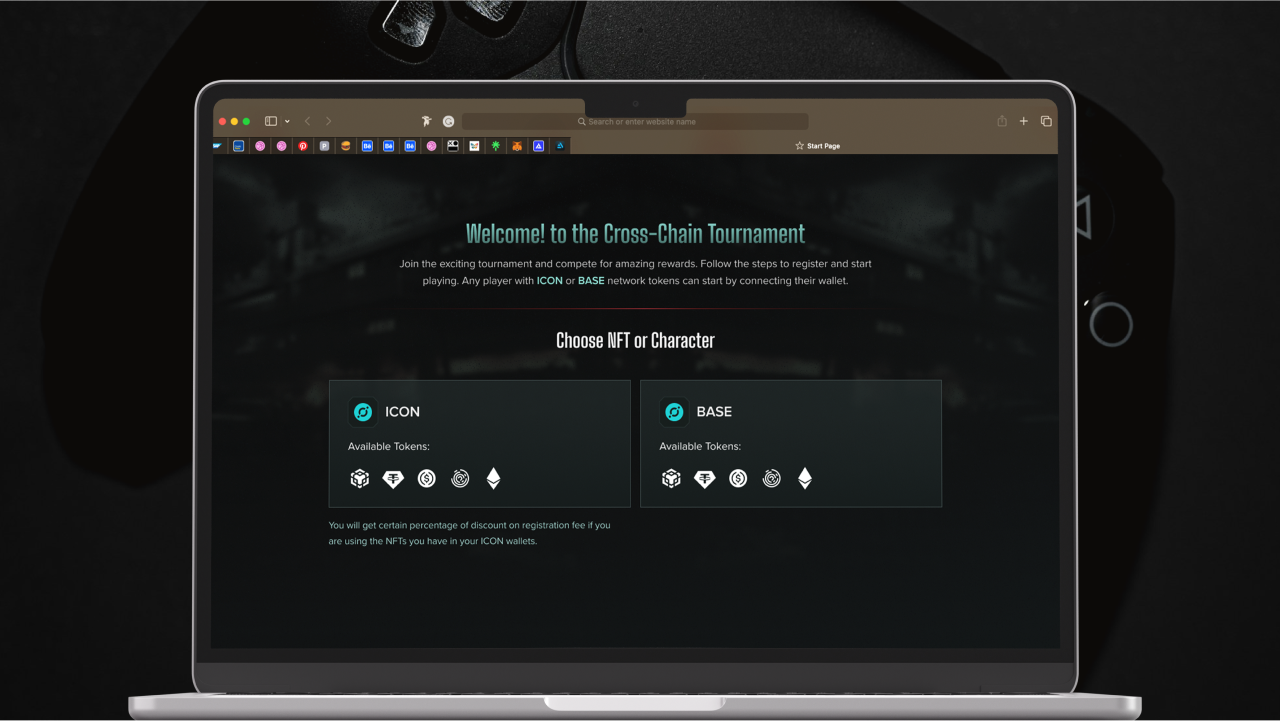 Search or enter website name
Bē
Bē
Bē
Start Page
Welcome! to the Cross-Chain Tournament
Join the exciting tournament and compete for amazing rewards. Follow the steps to register and start
playing. Any player with ICON or BASE network tokens can start by connecting their wallet.
Choose NFT or Character
ICON
BASE
Available Tokens:
Available Tokens:
You will get certain percentage of discount on registration fee if you
are using the NFTs you have in your ICON wallets.